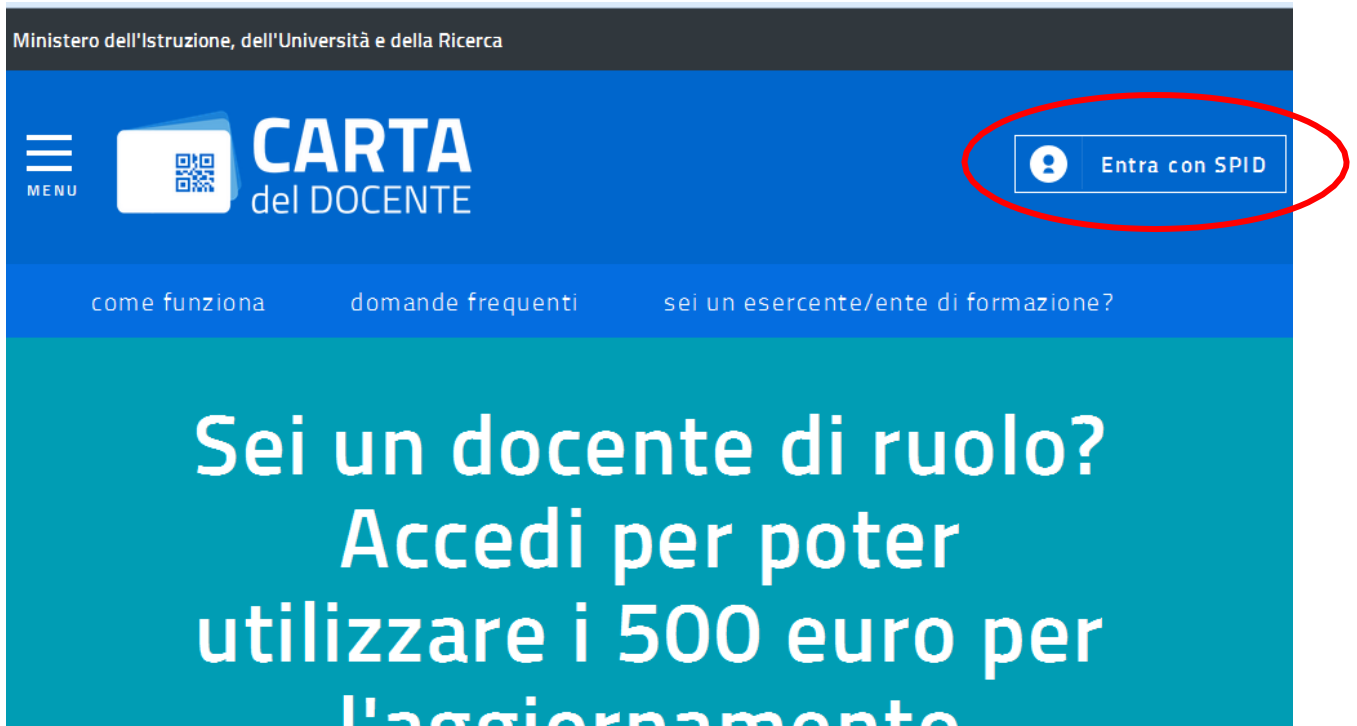 Ministero dell'Istruzione, dell'Università e della Ricerca
MENU
CARTA
del DOCENTE
Entra con SPID
come funziona domande frequenti sei un esercente/ente di formazione?
Sei un docente di ruolo?
Accedi per poter
utilizzare i 500 euro per
l'aggiornamento